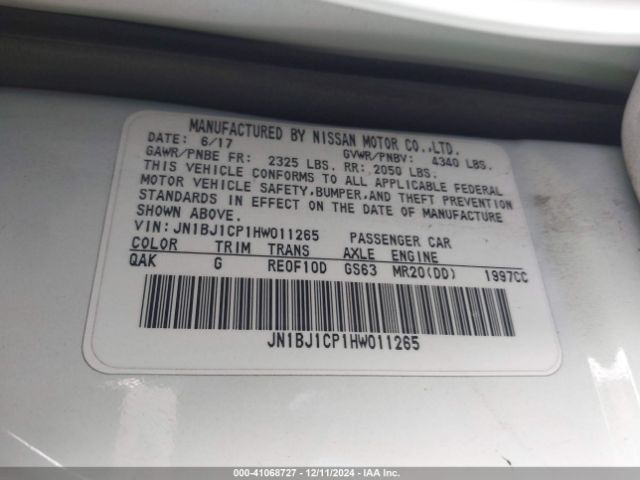 MANUFACTURED BY NISSAN MOTOR CO.,LTD.
DATE: 6/17 GVWR/PNBV: 4340 LBS.
GAWR/PNBE FR: 2325 LBS. RR: 2050 LBS.
THIS VEHICLE CONFORMS TO ALL APPLICABLE FEDERAL
MOTOR VEHICLE SAFETY,BUMPER,AND THEFT PREVENTION
STANDARDS IN EFFECT ON THE DATE OF MANUFACTURE
SHOWN ABOVE.
VIN: JN1BJ1CP1HW011265 PASSENGER CAR
COLOR TRIM TRANS AXLE ENGINE
QAK G RE0F10D GS63 MR20(DD) 1997CC
JN1BJ1CP1HW011265
000-41068727 - 12/11/2024 - IAA Inc.